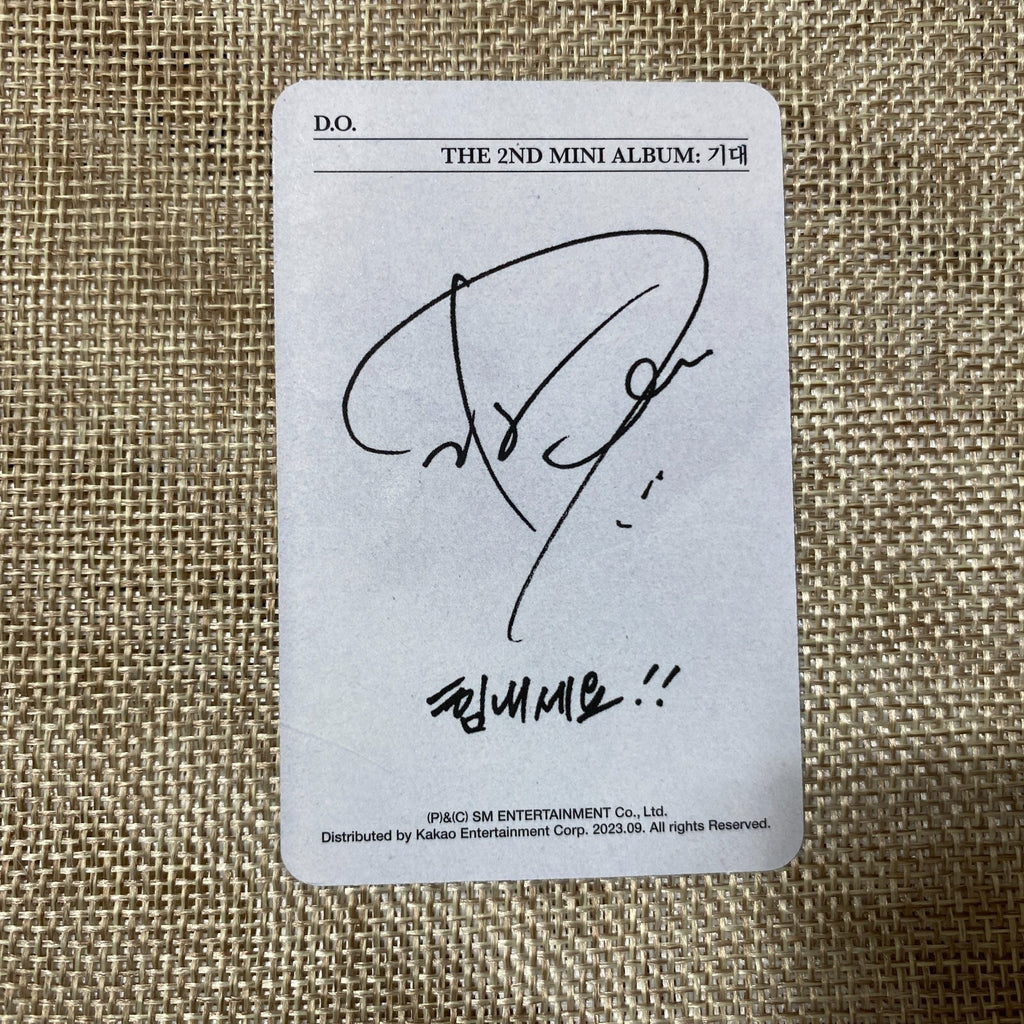 D.O.
THE 2ND MINI ALBUM: 기대
힘내세요!!
(P)&(C) SM ENTERTAINMENT Co., Ltd.
Distributed by Kakao Entertainment Corp. 2023.09. All rights Reserved.